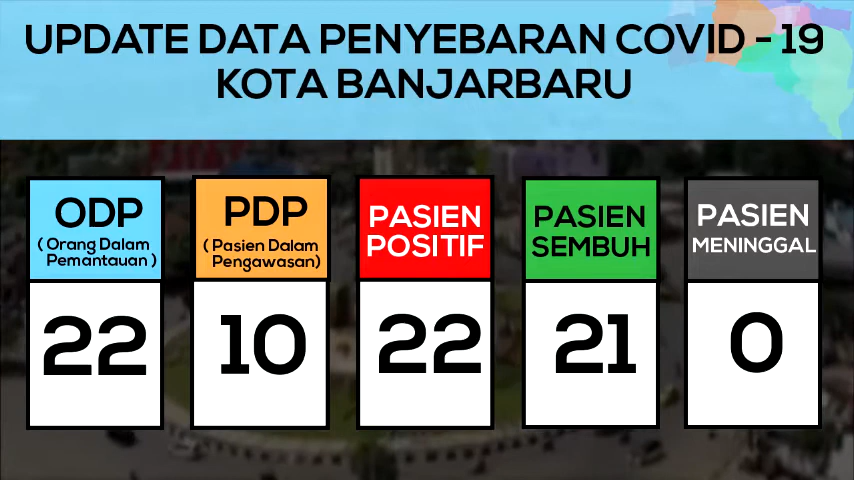 UPDATE DATA PENYEBARAN COVID - 19
KOTA BANJARBARU
ODP
( Orang Dalam
Pemantauan )
PDP
( Pasien Dalam
Pengawasan)
PASIEN
POSITIF
PASIEN
SEMBUH
PASIEN
MENINGGAL
22
10
22
21
0